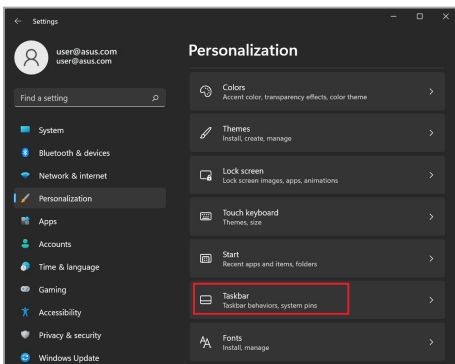 Settings
user@asus.com
user@asus.com
Find a setting
System
Bluetooth & devices
Network & internet
Personalization
Apps
Accounts
Time & language
Gaming
Accessibility
Privacy & security
Windows Update
Personalization
Colors
Accent color, transparency effects, color theme
Themes
Install, create, manage
Lock screen
Lock screen images, apps, animations
Touch keyboard
Themes, size
Start
Recent apps and items, folders
Taskbar
Taskbar behaviors, system pins
Fonts
Install, manage